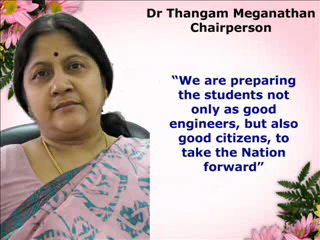 Dr Thangam Meganathan
Chairperson
“We are preparing
the students not
only as good
engineers, but also
good citizens, to
take the Nation
forward”